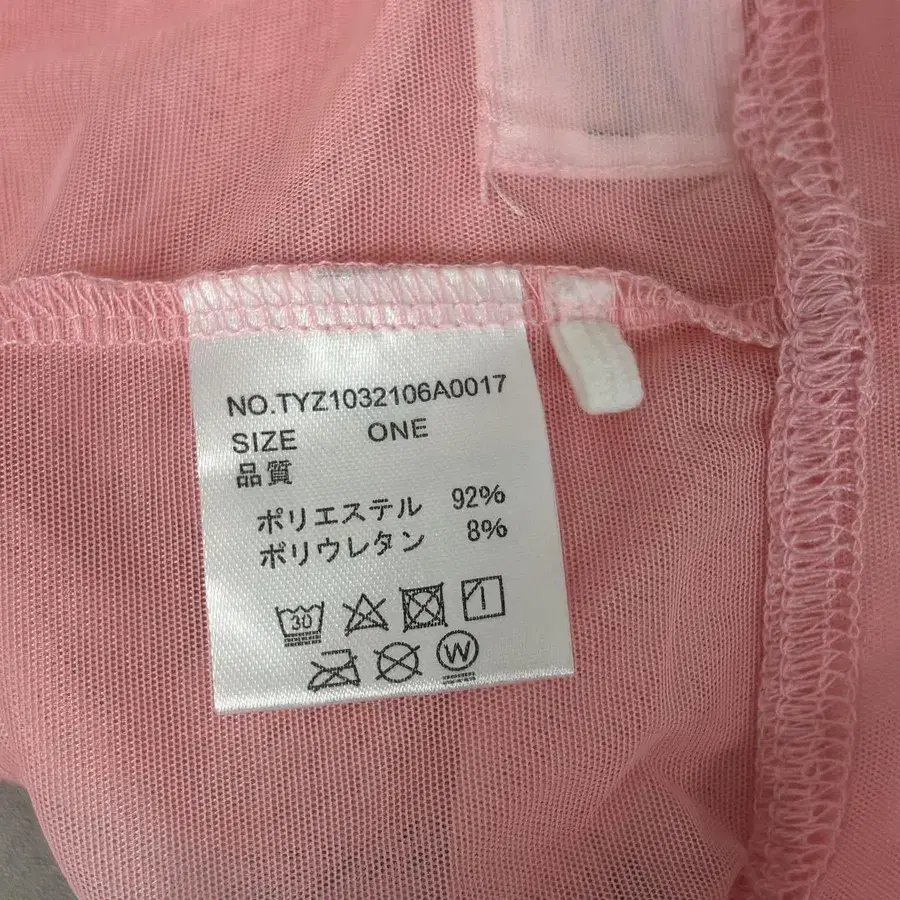 NO.TYZ1032106A0017
SIZE ONE
品質
ポリエステル 92%
ポリウレタン 8%
30
W